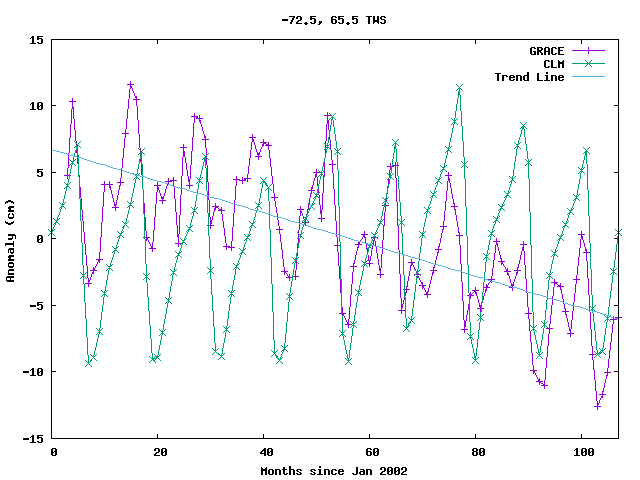 -72.5, 65.5 TWS
GRACE
CLM
Trend Line
Anomaly (cm)
15
10
5
0
-5
-10
-15
0 20 40 60 80 100
Months since Jan 2002